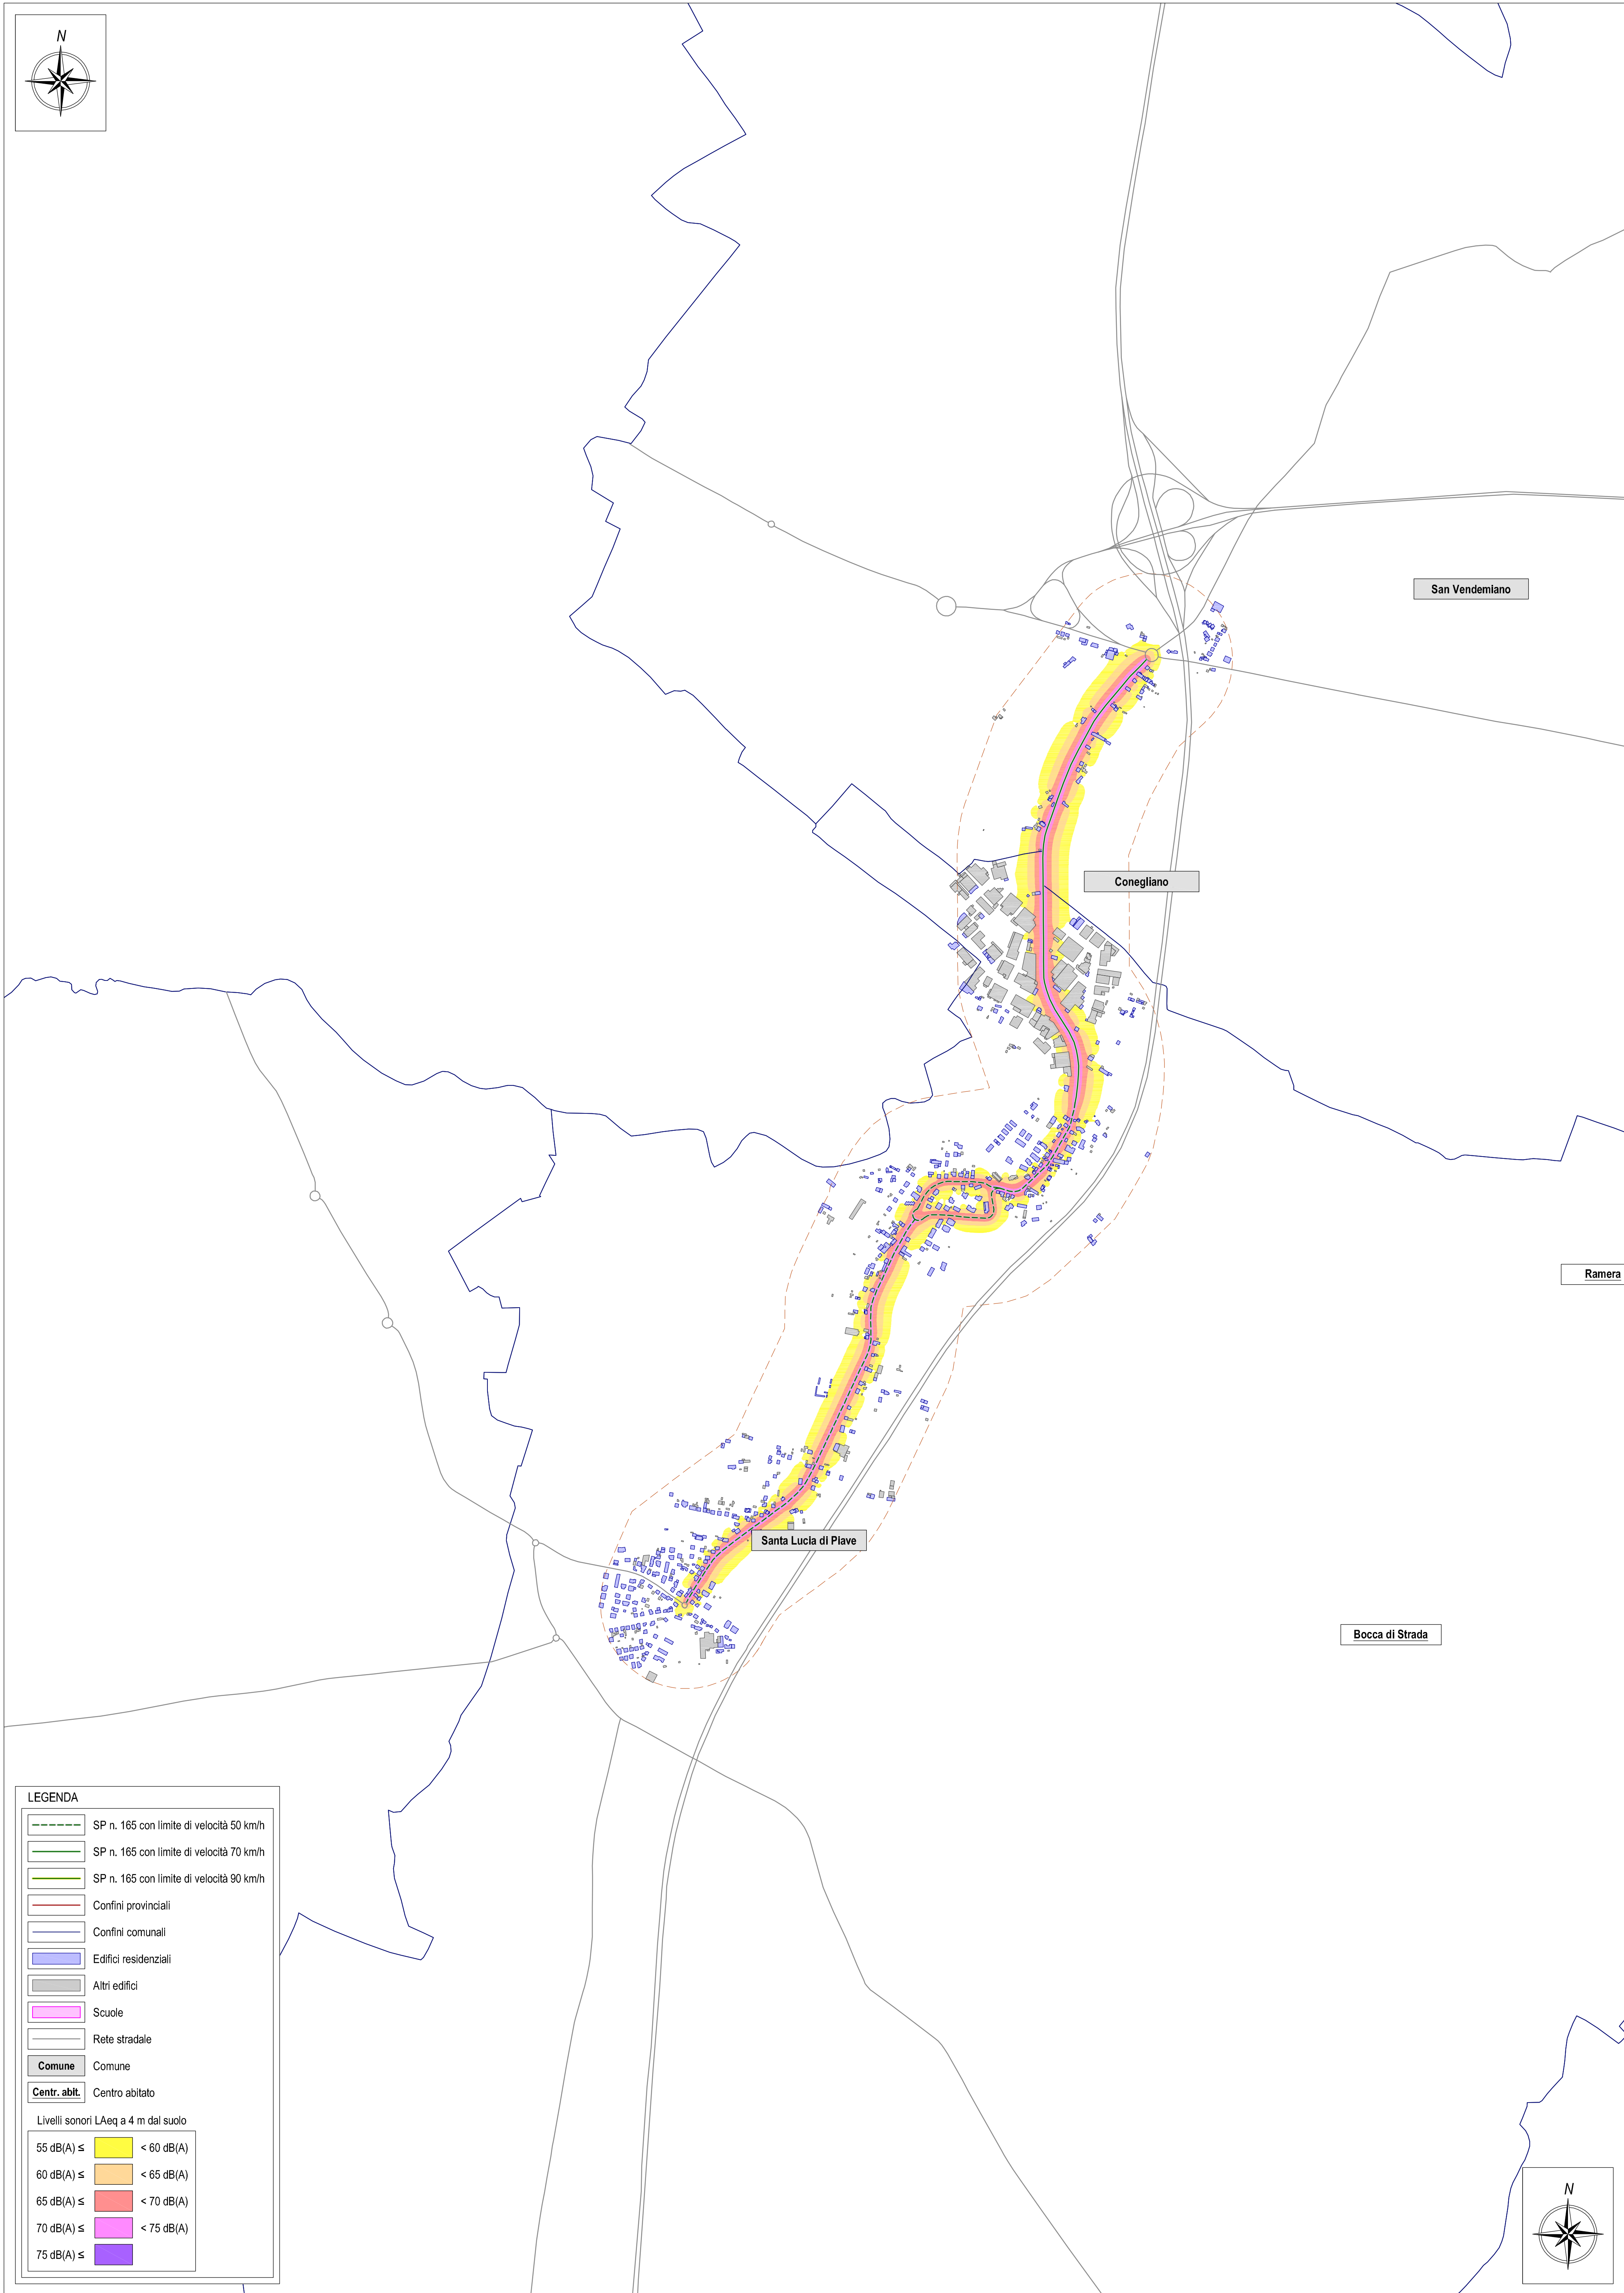 N
San Vendemiano
Conegliano
Ramera
Santa Lucia di Piave
Bocca di Strada
LEGENDA
SP n. 165 con limite di velocità 50 km/h
SP n. 165 con limite di velocità 70 km/h
SP n. 165 con limite di velocità 90 km/h
Confini provinciali
Confini comunali
Edifici residenziali
Altri edifici
Scuole
Rete stradale
Comune Comune
Centr. abit. Centro abitato
Livelli sonori LAeq a 4 m dal suolo
55 dB(A) ≤ < 60 dB(A)
60 dB(A) ≤ < 65 dB(A)
65 dB(A) ≤ < 70 dB(A)
70 dB(A) ≤ < 75 dB(A)
75 dB(A) ≤
N